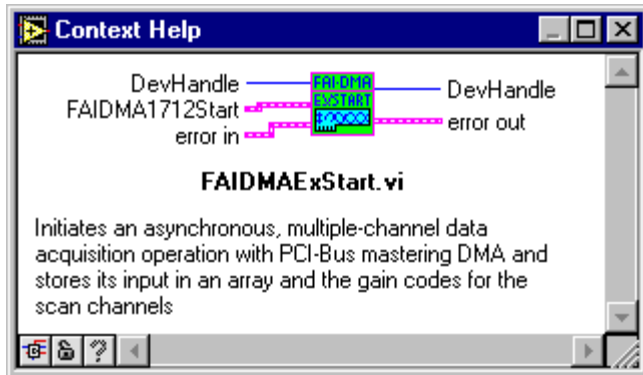 Context Help
DevHandle
FAIDMA1712Start
error in
FAI-DMA
EXSTART
DevHandle
error out
FAIDMAExStart.vi
Initiates an asynchronous, multiple-channel data
acquisition operation with PCI-Bus mastering DMA and
stores its input in an array and the gain codes for the
scan channels
?